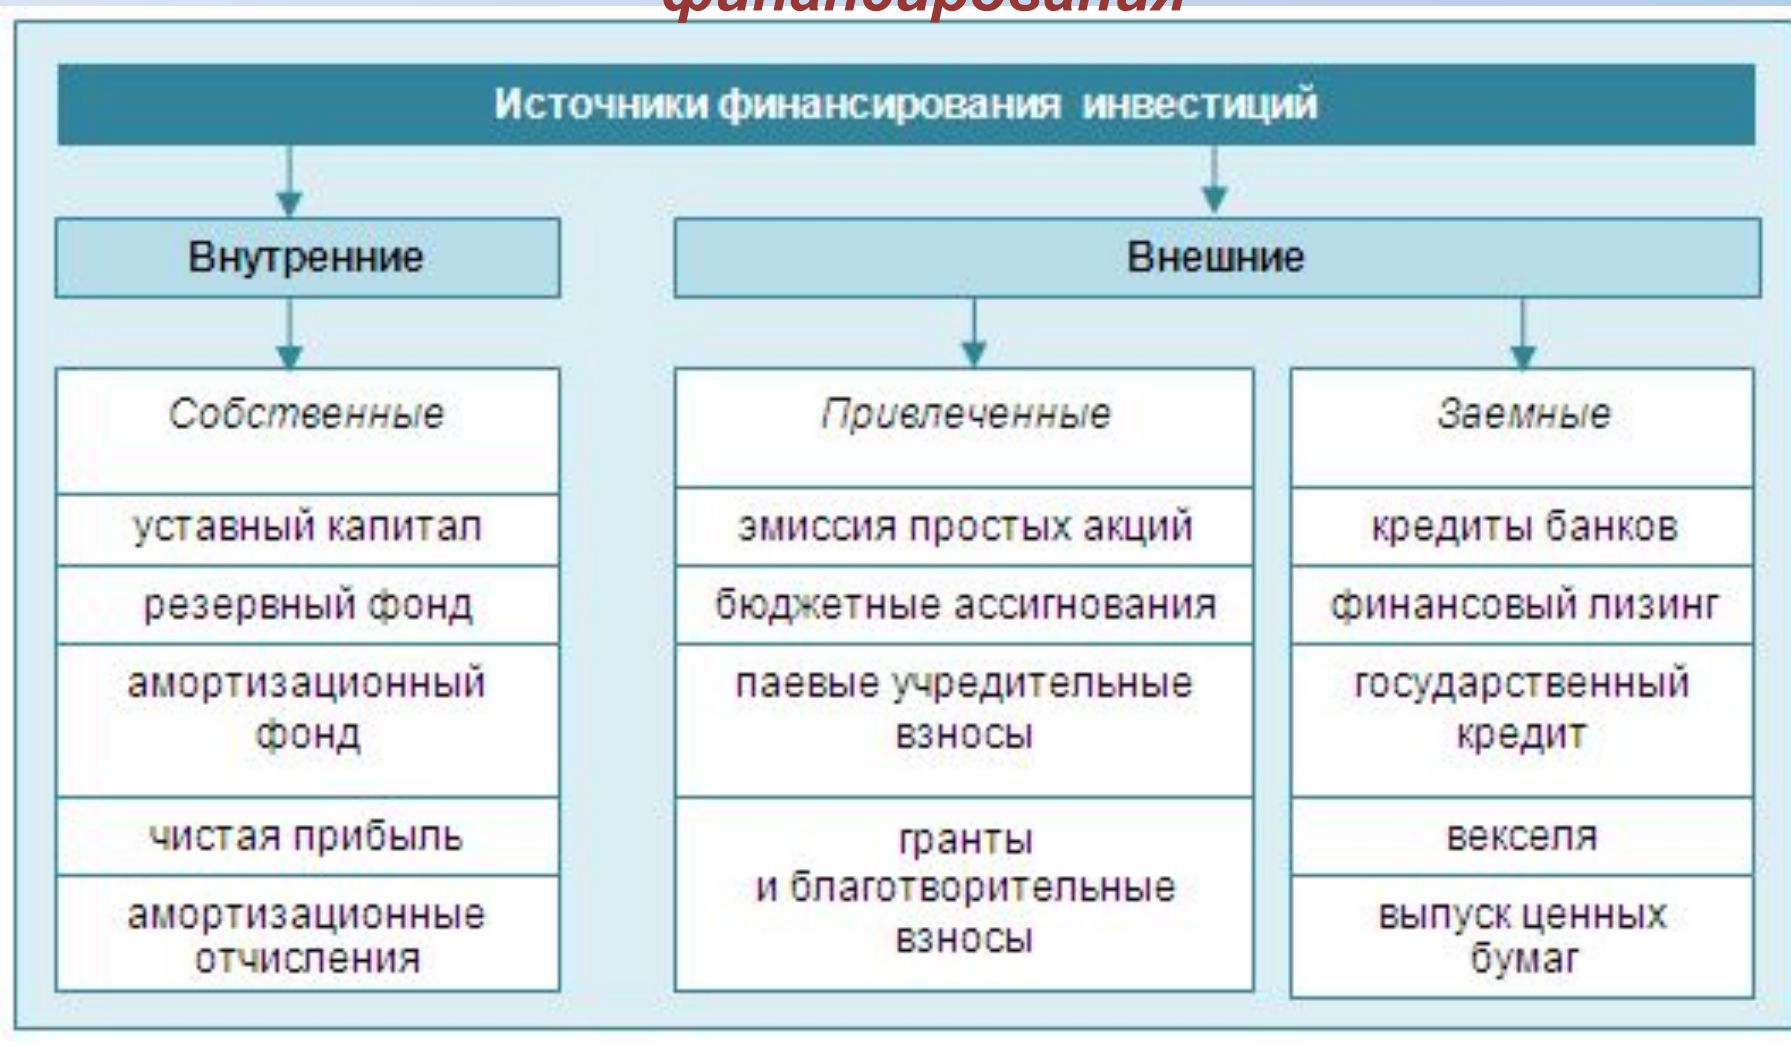 финансирования
Источники финансирования инвестиций
Внутренние
Внешние
Собственные
уставный капитал
резервный фонд
амортизационный
фонд
чистая прибыль
амортизационные
отчисления
Привлеченные
эмиссия простых акций
бюджетные ассигнования
паевые учредительные
взносы
гранты
и благотворительные
взносы
Заемные
кредиты банков
финансовый лизинг
государственный
кредит
векселя
выпуск ценных
бумаг